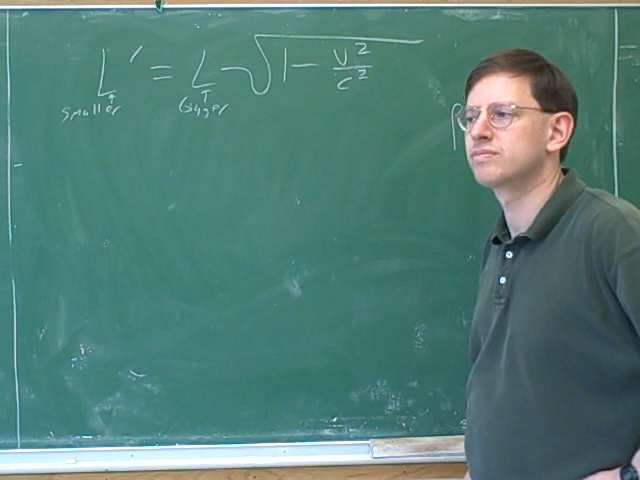 L' = L √1 - v²/c²
smaller bigger